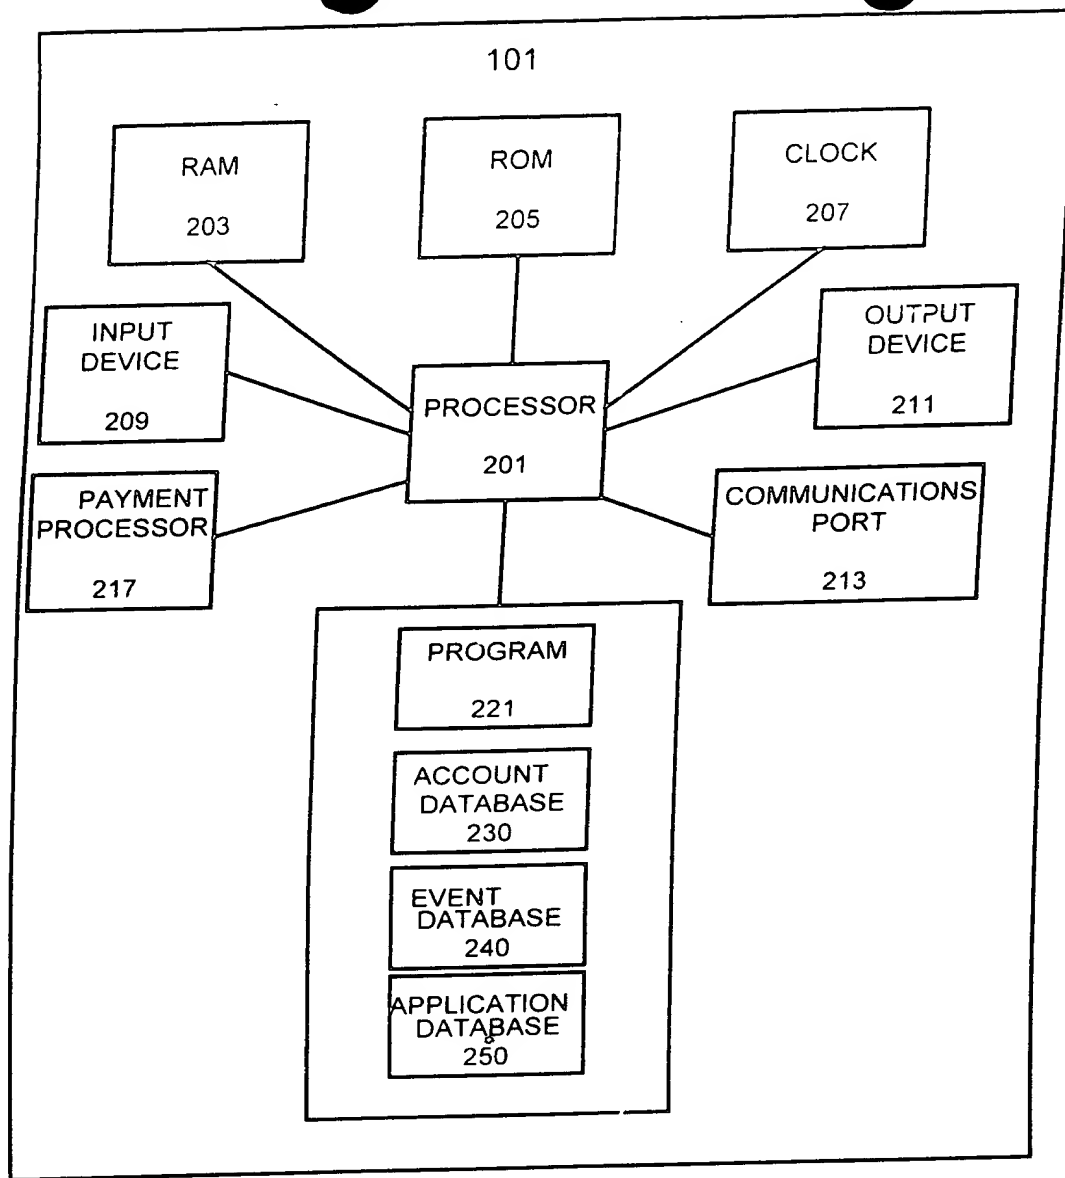 101
RAM
203
ROM
205
CLOCK
207
INPUT
DEVICE
209
OUTPUT
DEVICE
211
PROCESSOR
201
PAYMENT
PROCESSOR
217
COMMUNICATIONS
PORT
213
PROGRAM
221
ACCOUNT
DATABASE
230
EVENT
DATABASE
240
APPLICATION
DATABASE
250